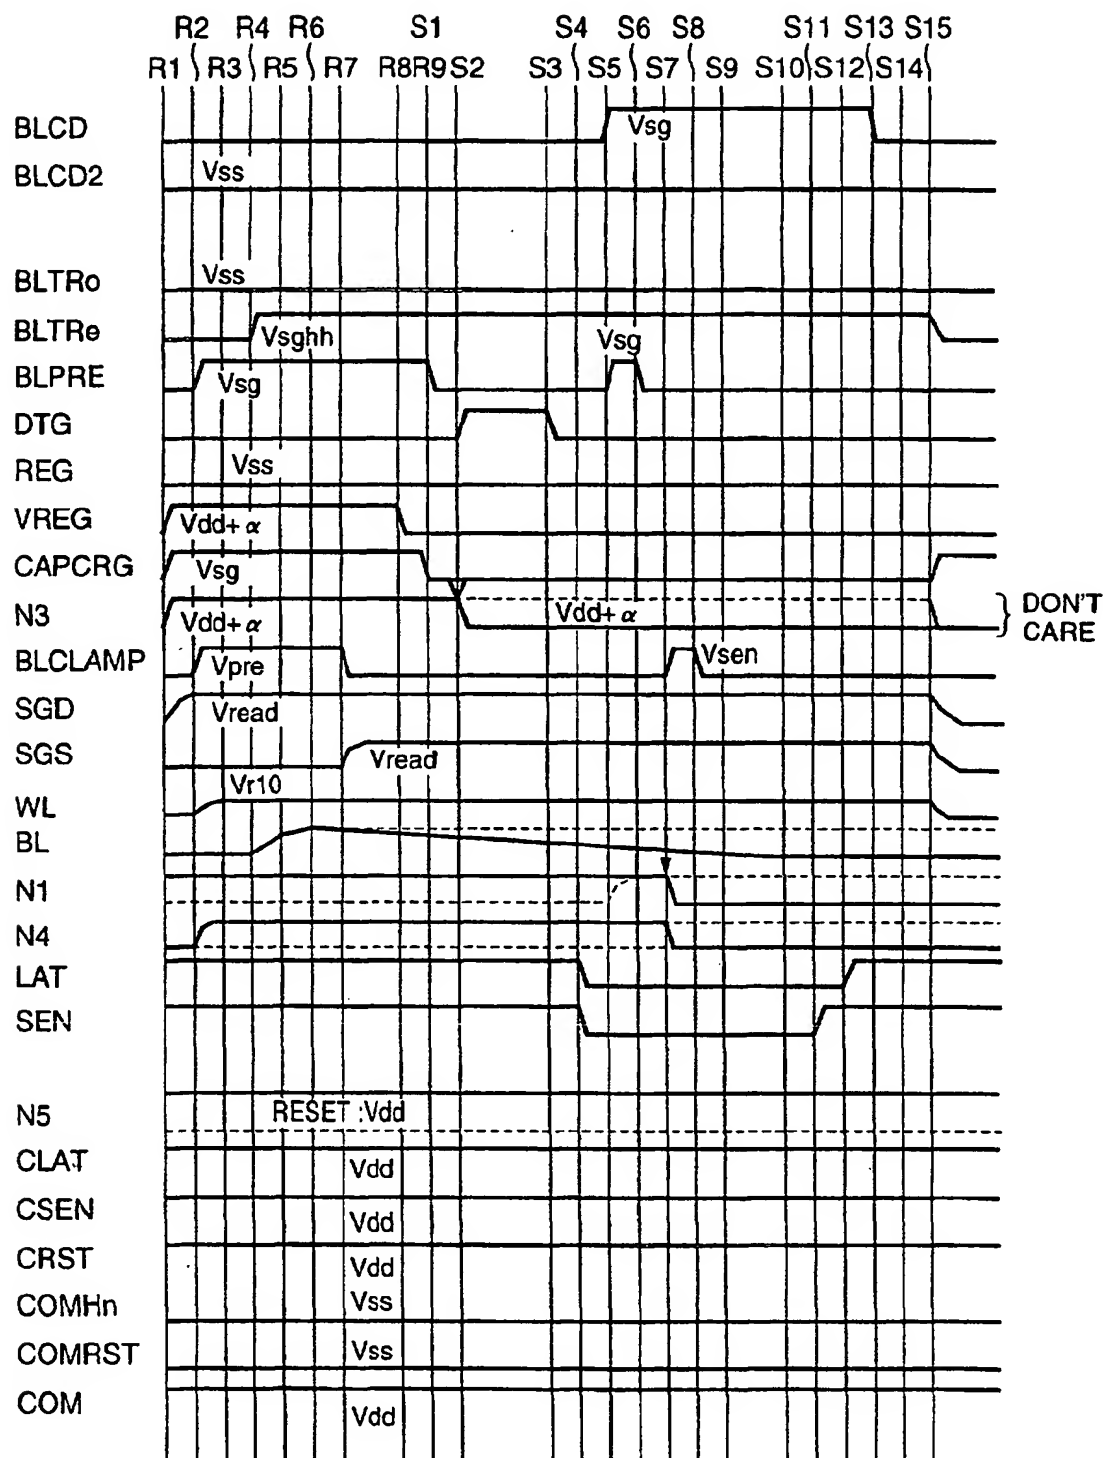 R2 R4 R6 S1 S4 S6 S8 S11 S13 S15
R1 R3 R5 R7 R8 R9 S2 S3 S5 S7 S9 S10 S12 S14
BLCD Vsg
BLCD2 Vss
BLTRo Vss
BLTRe Vsghh Vsg
BLPRE Vsg
DTG
REG Vss
VREG Vdd+α
CAPCRG Vsg
N3 Vdd+α Vdd+α DON'T
CARE
BLCLAMP Vpre Vsen
SGD Vread
SGS Vread
Vr10
WL
BL
N1
N4
LAT
SEN
N5 RESET :Vdd
CLAT Vdd
CSEN Vdd
CRST Vdd
COMHn Vss
COMRST Vss
COM Vdd